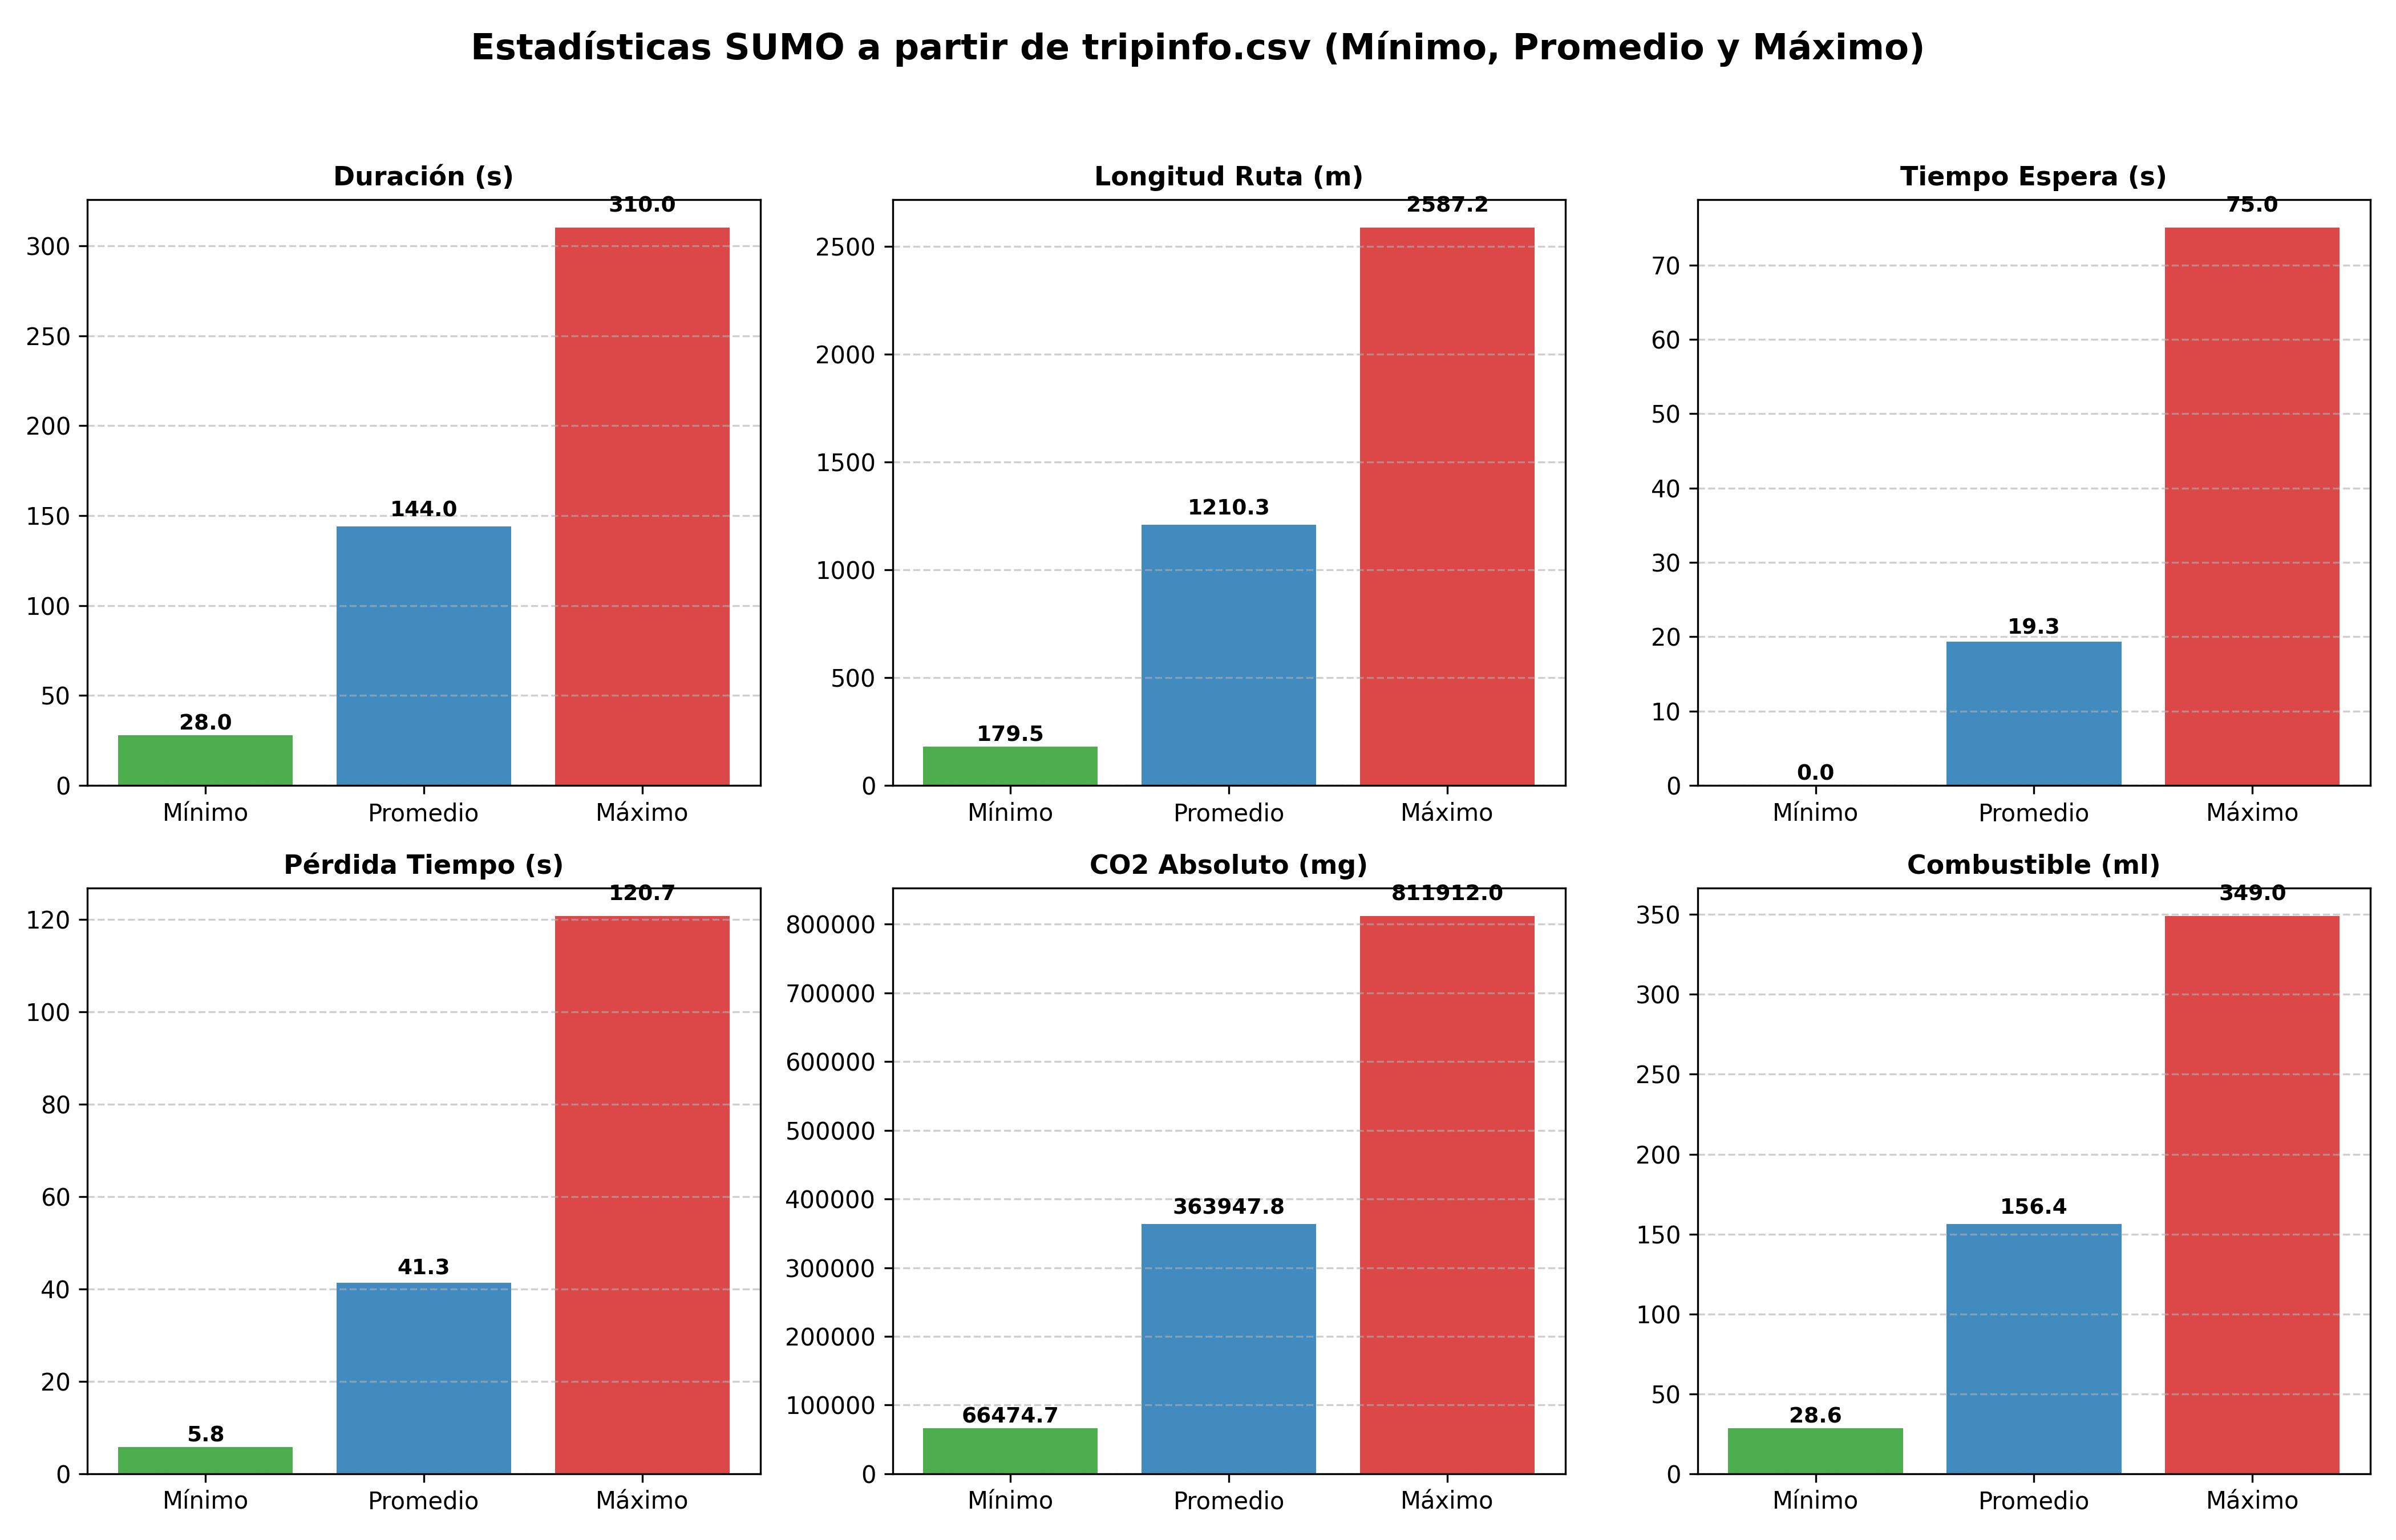 Estadísticas SUMO a partir de tripinfo.csv (Mínimo, Promedio y Máximo)
Duración (s)
300
250
200
150
100
50
0
28.0
144.0
310.0
Mínimo
Promedio
Máximo
Longitud Ruta (m)
2500
2000
1500
1000
500
0
179.5
1210.3
2587.2
Mínimo
Promedio
Máximo
Tiempo Espera (s)
70
60
50
40
30
20
10
0
0.0
19.3
75.0
Mínimo
Promedio
Máximo
Pérdida Tiempo (s)
120
100
80
60
40
20
0
5.8
41.3
120.7
Mínimo
Promedio
Máximo
CO2 Absoluto (mg)
800000
700000
600000
500000
400000
300000
200000
100000
0
66474.7
363947.8
811912.0
Mínimo
Promedio
Máximo
Combustible (ml)
350
300
250
200
150
100
50
0
28.6
156.4
349.0
Mínimo
Promedio
Máximo